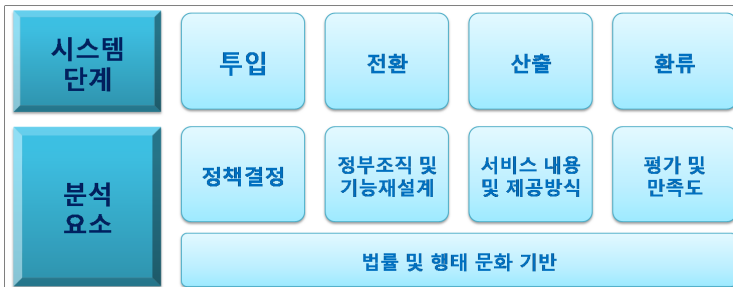 시스템
단계
투입
전환
산출
환류
분석
요소
정책결정
정부조직 및
기능재설계
서비스 내용
및 제공방식
평가 및
만족도
법률 및 행태 문화 기반